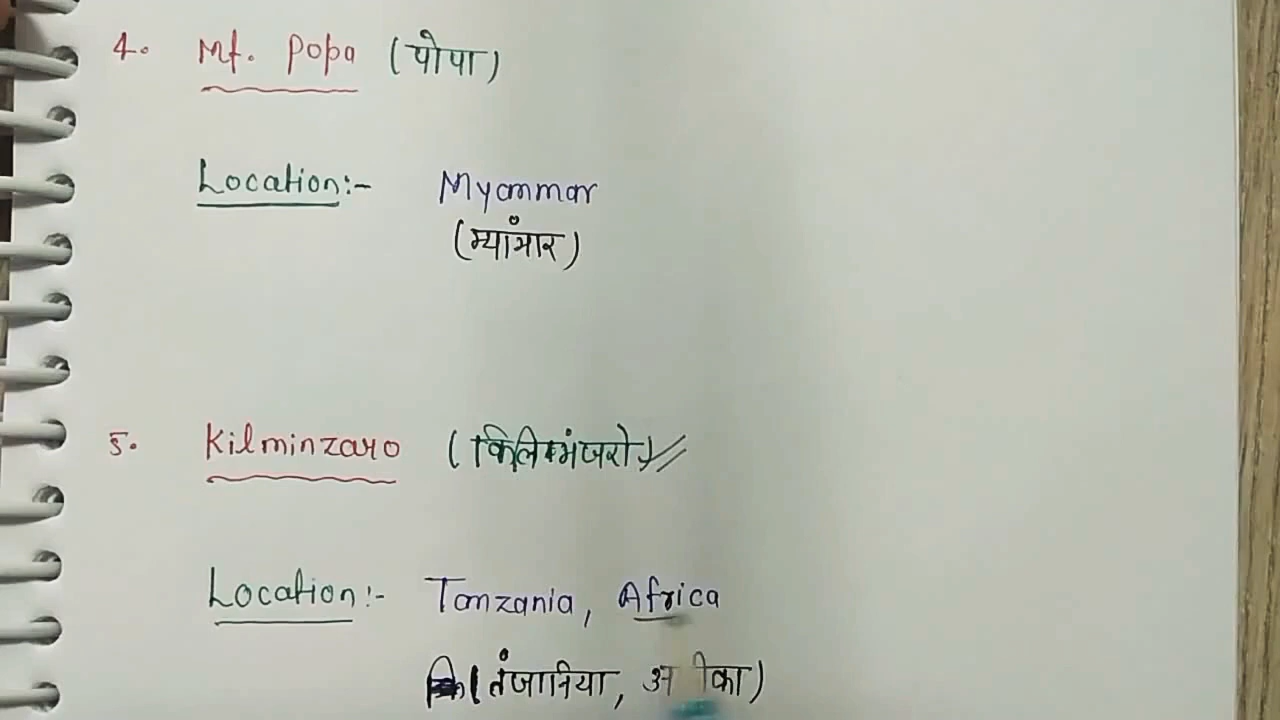 4. Mt. Popa (पोपा)
Location:- Myanmar
(म्यांमार)
5. Kilminzaro (किलिमंजरो)
Location:- Tanzania, Africa
(तंजानिया,